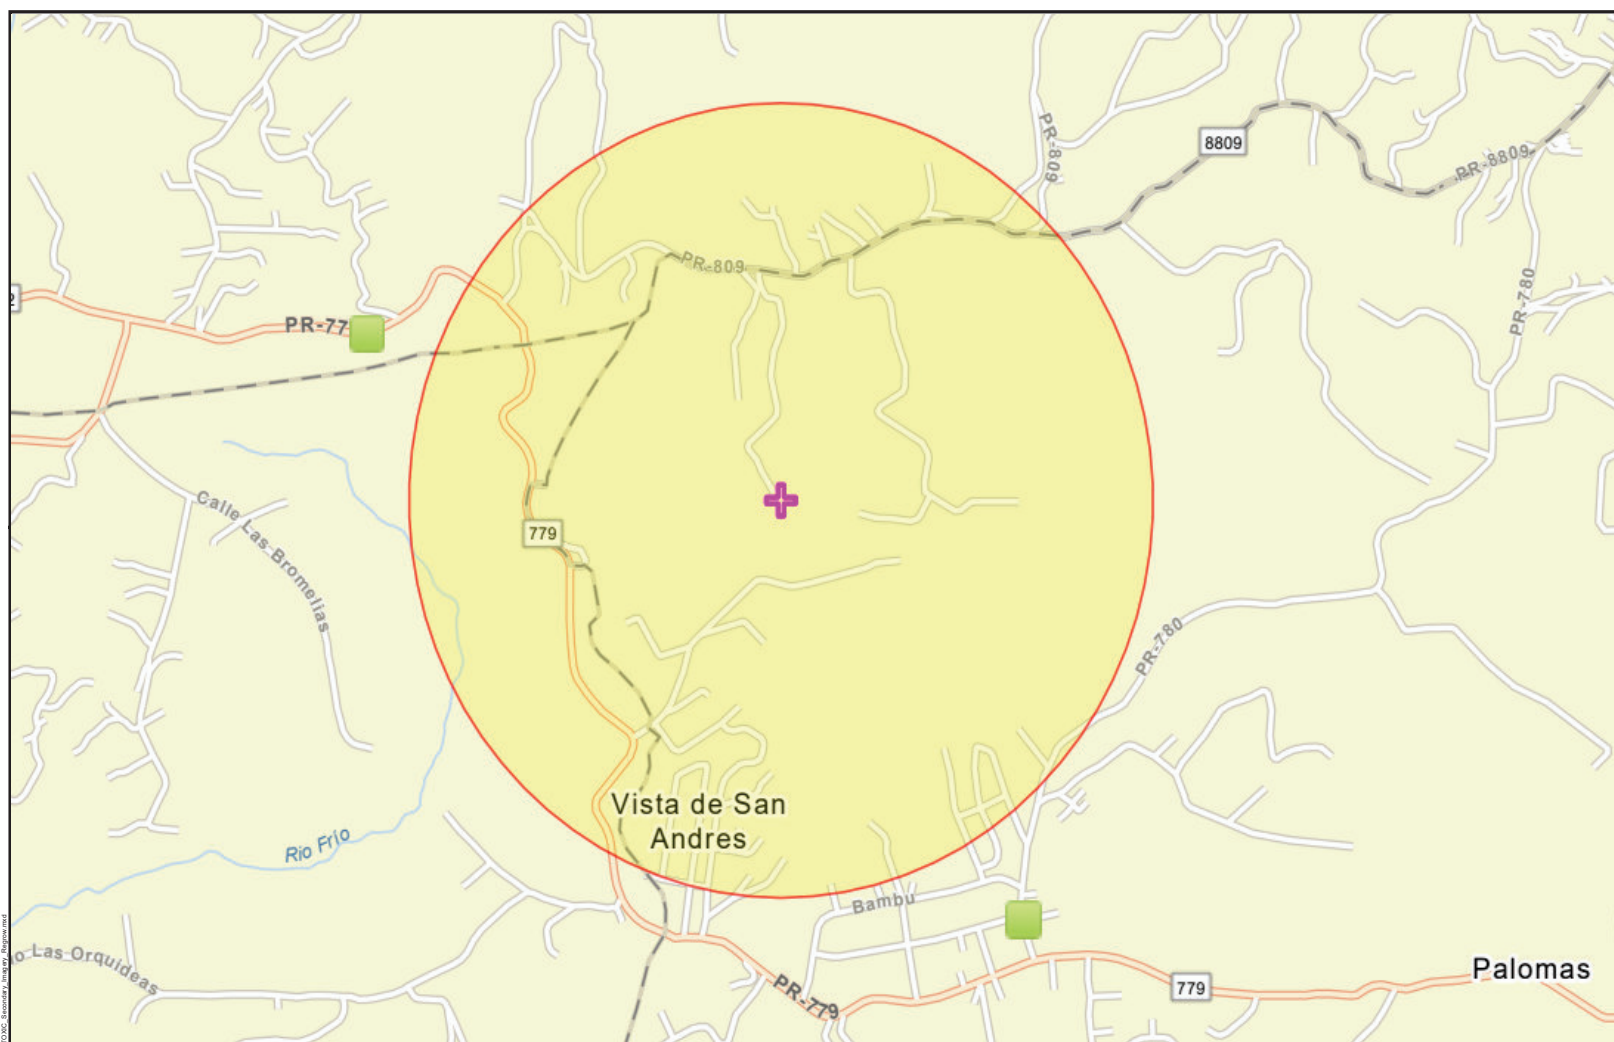 PR-809
8809
PR-8809
PR-809
PR-780
2
PR-77
779
Calle Las Bromelias
PR-780
Vista de San
Andres
Rio Frio
Bambu
Las Orquideas
Palomas
779
PR-779